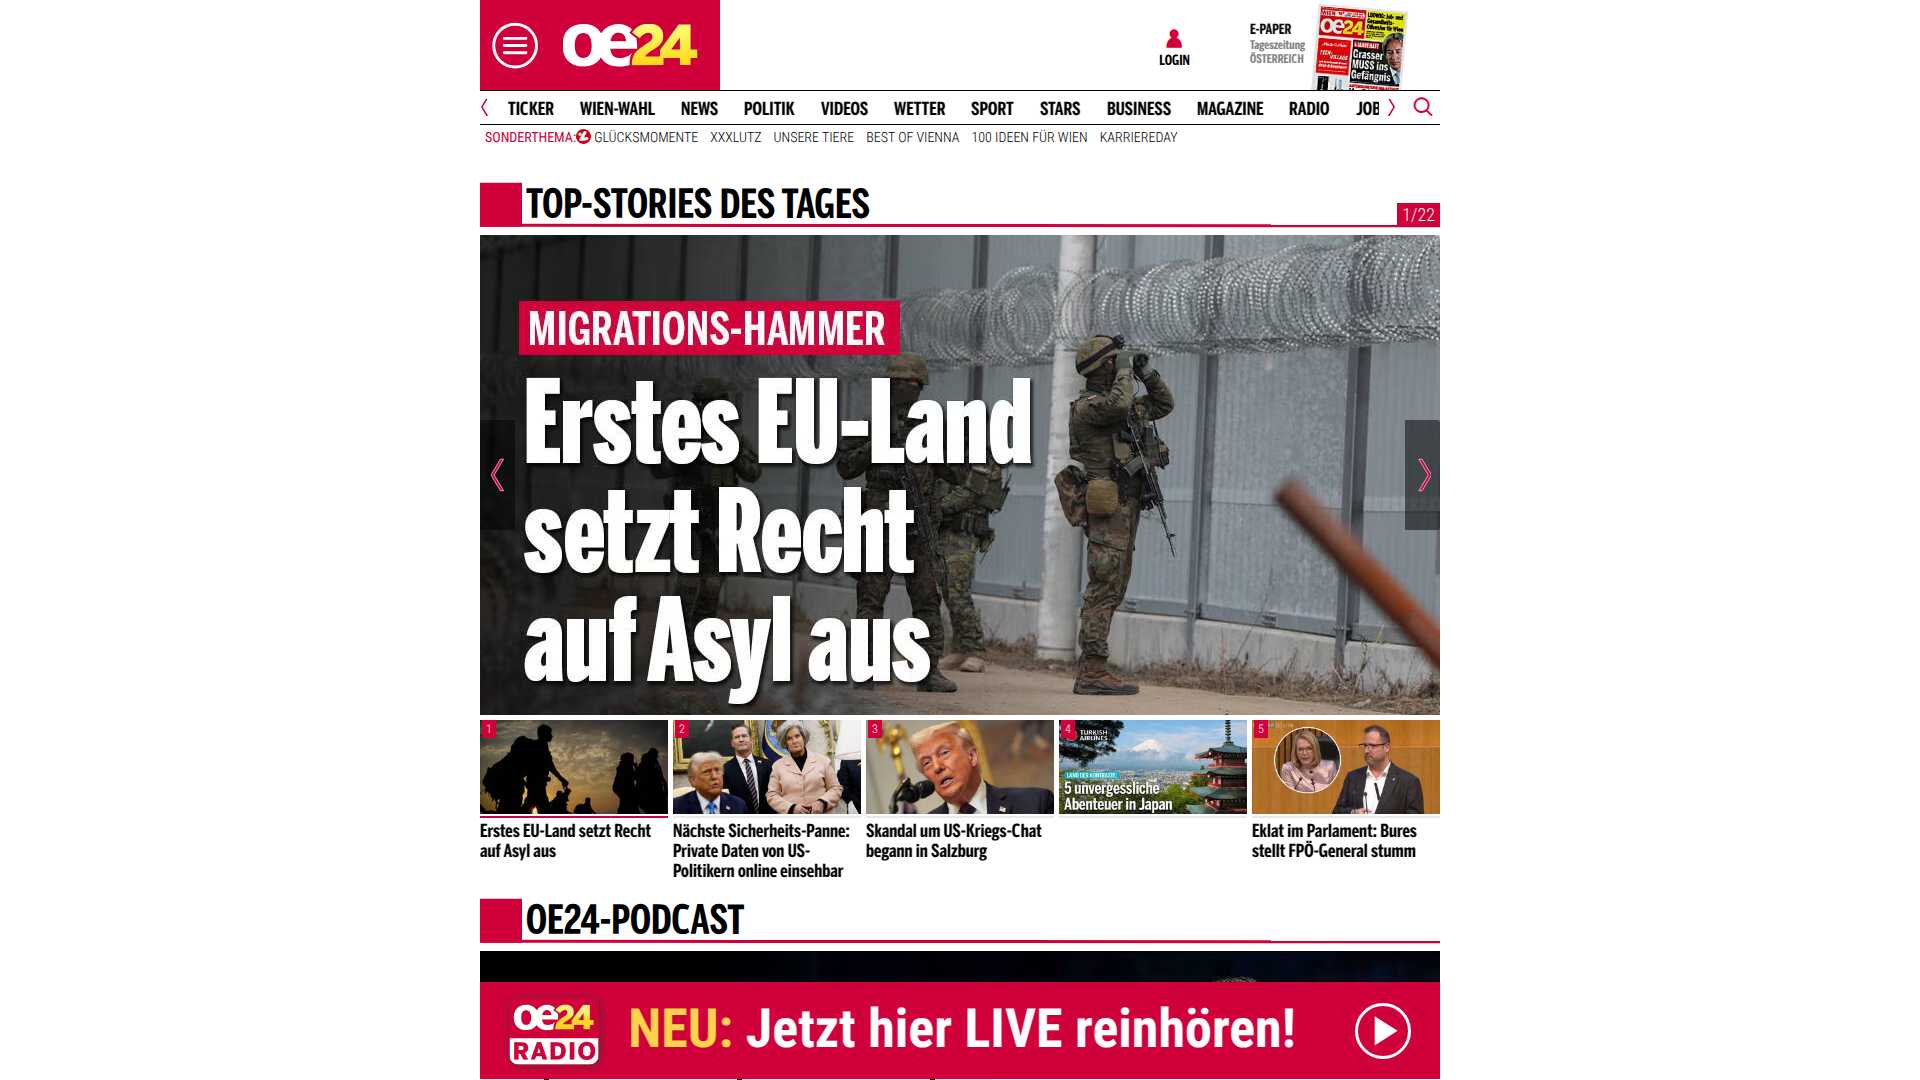 oe24
LOGIN
E-PAPER
Tageszeitung
ÖSTERREICH
oe24
Grasser
MUSS ins
Gefängnis
TICKER NEWS WIEN-WAHL NEWS POLITIK VIDEOS WETTER SPORT STARS BUSINESS MAGAZINE RADIO JOB
SONDERTHEMA: GLÜCKSMOMENTE XXXLUTZ UNSERE TIERE BEST OF VIENNA 100 IDEEN FÜR WIEN KARRIEREDAY
TOP-STORIES DES TAGES
1/22
MIGRATIONS-HAMMER
Erstes EU-Land
setzt Recht
auf Asyl aus
1
2
3
4
5
TURKISH
AIRLINES
LAND DER KONTRASTE
5 unvergessliche
Abenteuer in Japan
Erstes EU-Land setzt Recht
auf Asyl aus
Nächste Sicherheits-Panne:
Private Daten von US-
Politikern online einsehbar
Skandal um US-Kriegs-Chat
begann in Salzburg
Eklat im Parlament: Bures
stellt FPÖ-General stumm
OE24-PODCAST
oe24
RADIO
NEU: Jetzt hier LIVE reinhören!